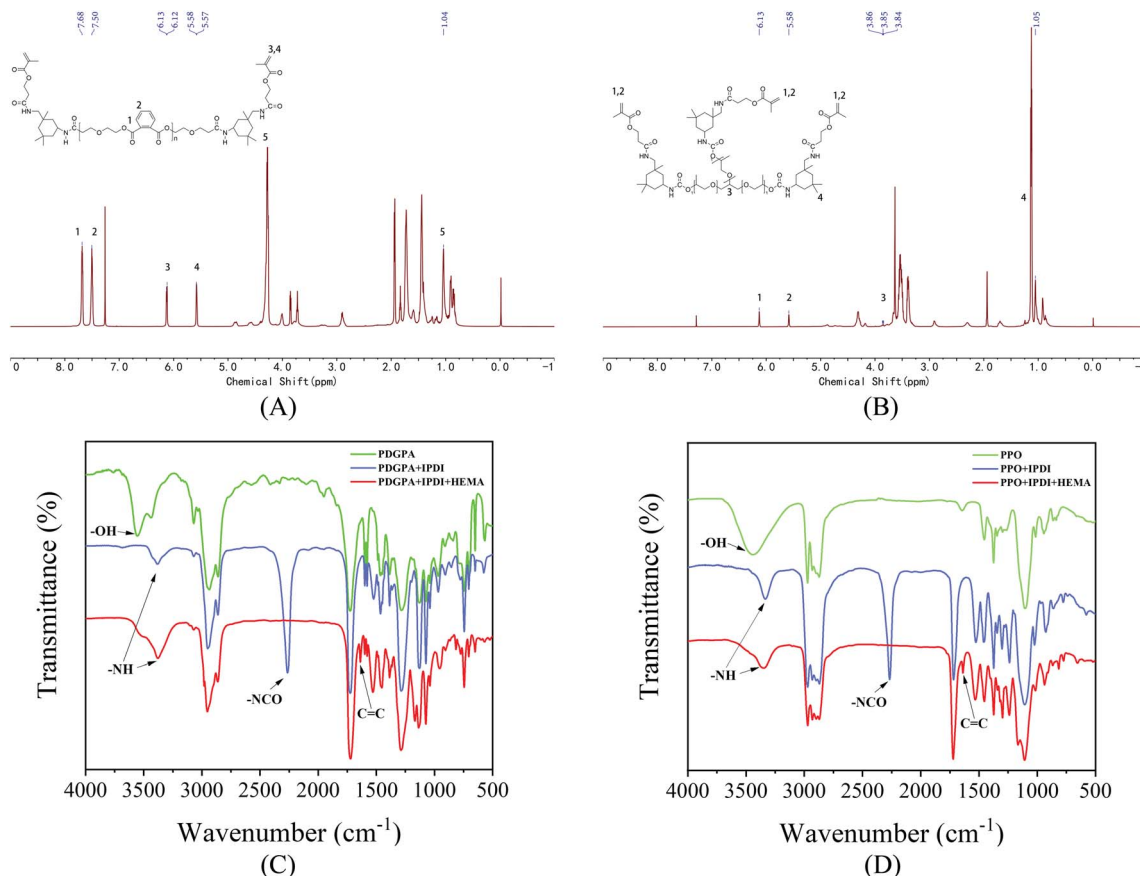 7.68
7.50
6.13
6.12
5.58
5.57
1.04
3,4
2
1
5
1
2
3
4
5
8.0 7.0 6.0 5.0 4.0 3.0 2.0 1.0 0.0 -1
Chemical Shift(ppm)
(A)
6.13
5.58
3.86
3.85
3.84
1.05
1,2
1,2
1,2
3
4
4
1
2
3
0 8.0 7.0 6.0 5.0 4.0 3.0 2.0 1.0 0.0 -1
Chemical Shift(ppm)
(B)
PDGPA
PDGPA+IPDI
PDGPA+IPDI+HEMA
-OH
-NH
-NCO
C=C
Transmittance (%)
4000 3500 3000 2500 2000 1500 1000 500
Wavenumber (cm-1)
(C)
PPO
PPO+IPDI
PPO+IPDI+HEMA
-OH
-NH
-NCO
C=C
Transmittance (%)
4000 3500 3000 2500 2000 1500 1000 500
Wavenumber (cm-1)
(D)